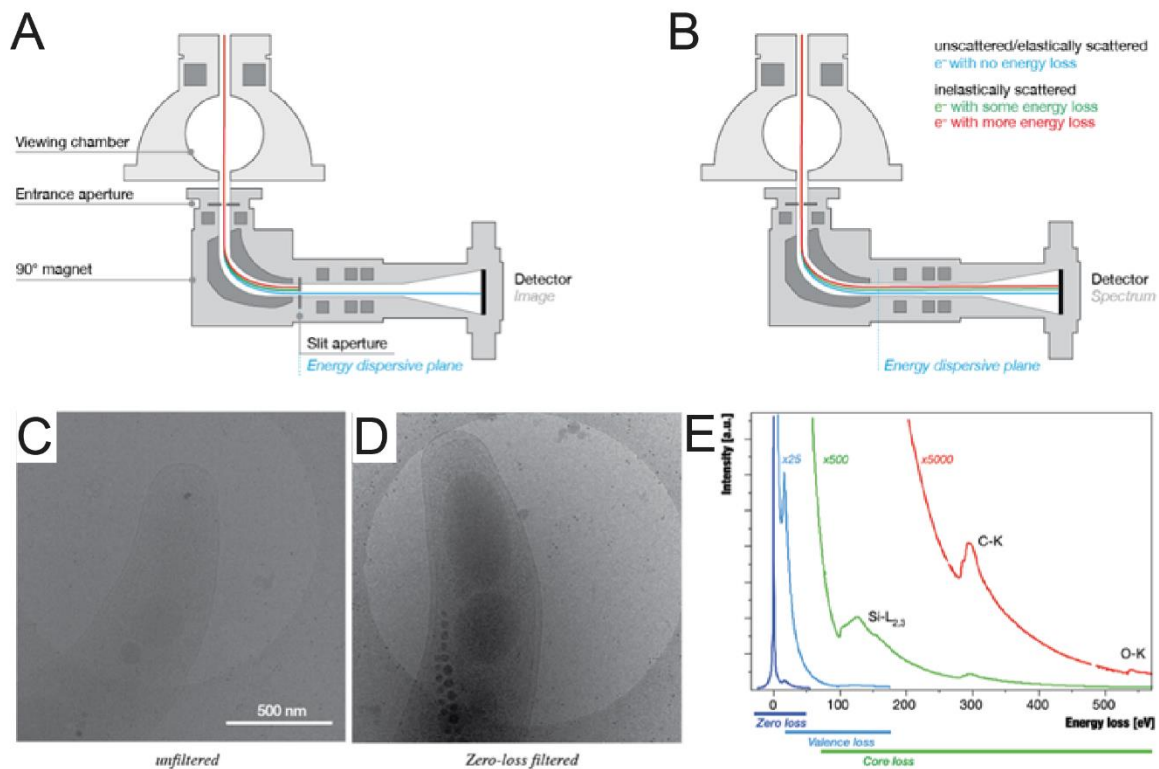 A
Viewing chamber
Entrance aperture
90° magnet
Detector
Image
Slit aperture
Energy dispersive plane
B
unscattered/elastically scattered
e⁻ with no energy loss
inelastically scattered
e⁻ with some energy loss
e⁻ with more energy loss
Detector
Spectrum
Energy dispersive plane
C
500 nm
unfiltered
D
Zero-loss filtered
E
Intensity [a.u.]
x25
x500
x5000
C-K
Si-L2,3
O-K
0 100 200 300 400 500
Energy loss [eV]
Zero loss
Valence loss
Core loss